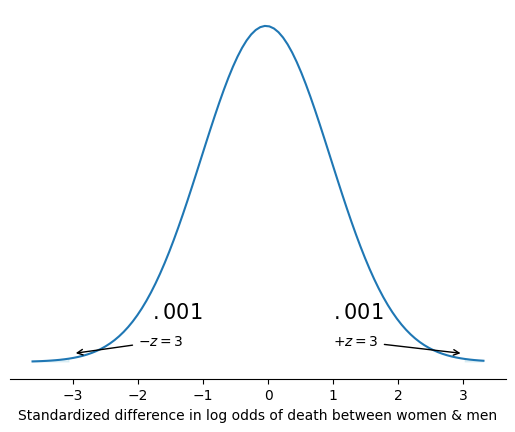 .001 .001
−z = 3 +z = 3
−3 −2 −1 0 1 2 3
Standardized difference in log odds of death between women & men